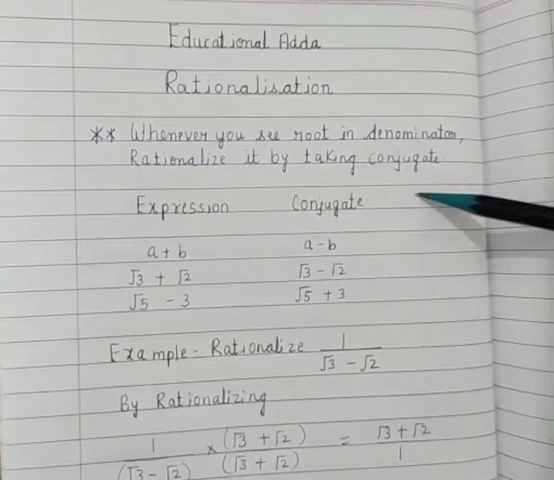 Educational Adda
Rationalisation
** Whenever you see root in denominator,
Rationalize it by taking conjugate.
Expression Conjugate
a + b a - b
√3 + √2 √3 - √2
√5 - 3 √5 + 3
Example - Rationalize 1/(√3 - √2)
By Rationalizing
1/(√3 - √2) × (√3 + √2)/(√3 + √2) = (√3 + √2)/1